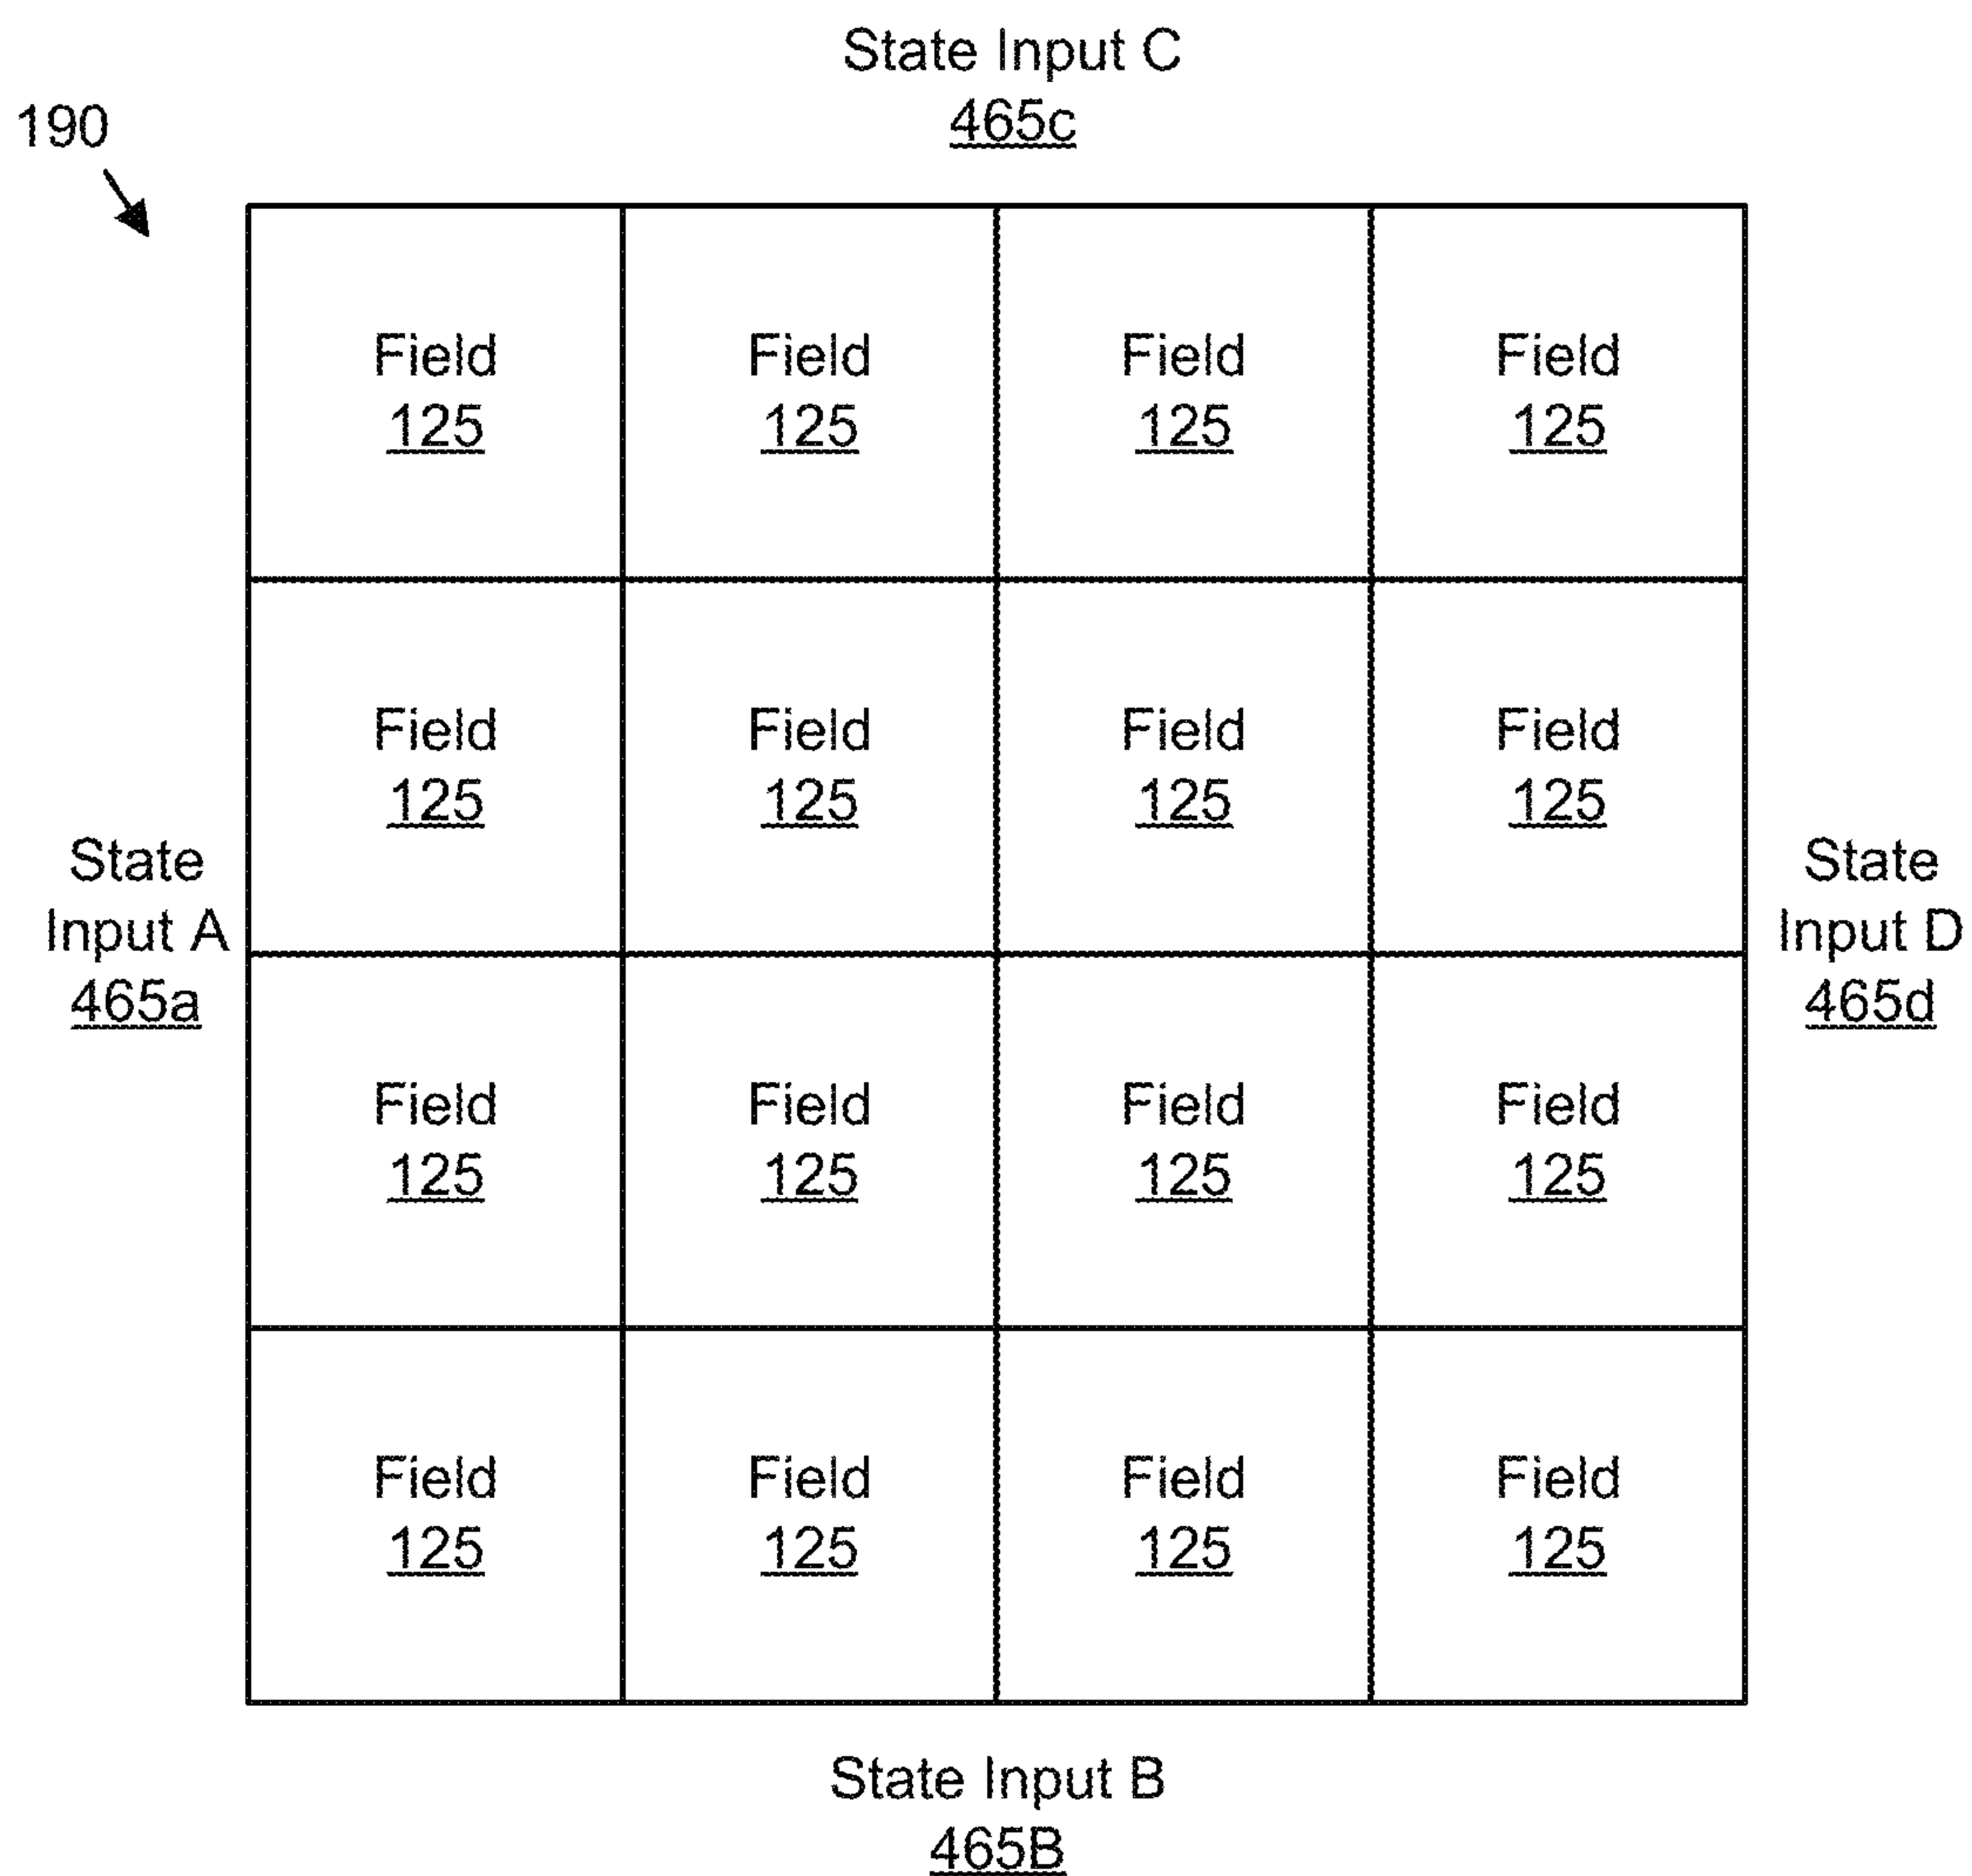 State Input C
465c
190
Field Field Field Field
125 125 125 125
Field Field Field Field
125 125 125 125
State
Input A
465a
State
Input D
465d
Field Field Field Field
125 125 125 125
Field Field Field Field
125 125 125 125
State Input B
465B